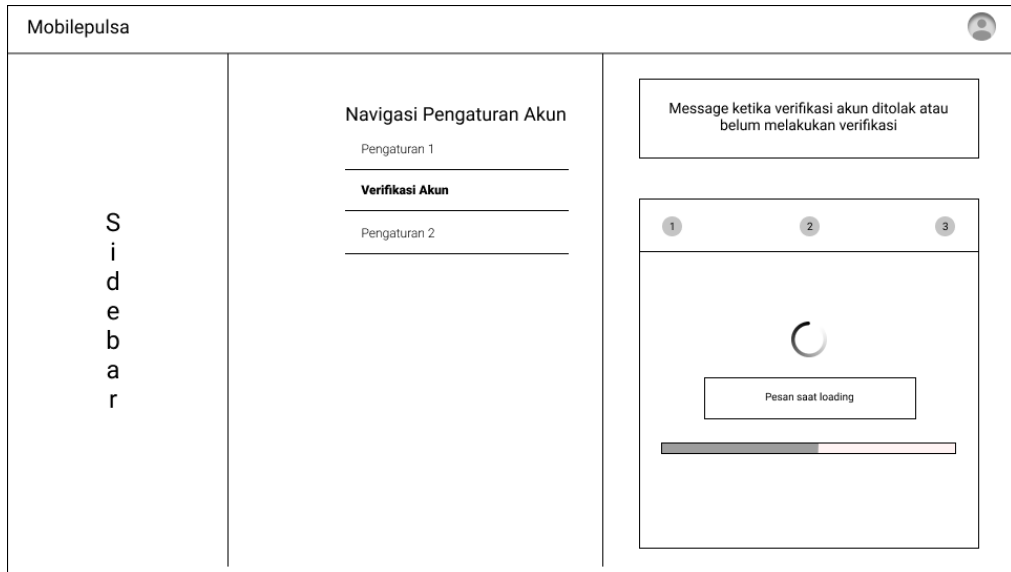 Mobilepulsa
S
i
d
e
b
a
r
Navigasi Pengaturan Akun
Pengaturan 1
Verifikasi Akun
Pengaturan 2
Message ketika verifikasi akun ditolak atau
belum melakukan verifikasi
1 2 3
Pesan saat loading